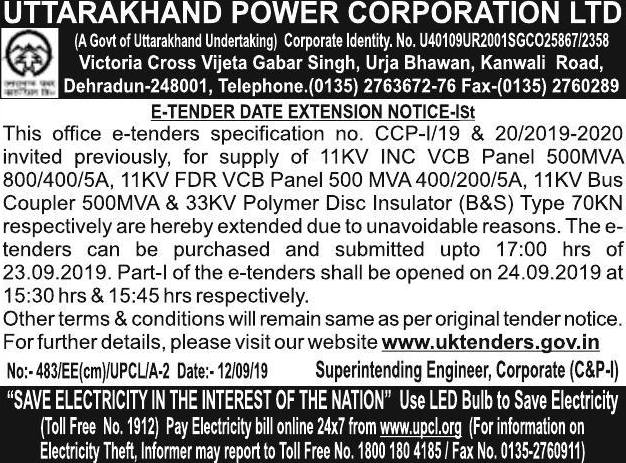 UTTARAKHAND POWER CORPORATION LTD
(A Govt of Uttarakhand Undertaking) Corporate Identity. No. U40109UR2001SGCO25867/2358
Victoria Cross Vijeta Gabar Singh, Urja Bhawan, Kanwali Road,
Dehradun-248001, Telephone.(0135) 2763672-76 Fax-(0135) 2760289
E-TENDER DATE EXTENSION NOTICE-ISt
This office e-tenders specification no. CCP-I/19 & 20/2019-2020
invited previously, for supply of 11KV INC VCB Panel 500MVA
800/400/5A, 11KV FDR VCB Panel 500 MVA 400/200/5A, 11KV Bus
Coupler 500MVA & 33KV Polymer Disc Insulator (B&S) Type 70KN
respectively are hereby extended due to unavoidable reasons. The e-
tenders can be purchased and submitted upto 17:00 hrs of
23.09.2019. Part-I of the e-tenders shall be opened on 24.09.2019 at
15:30 hrs & 15:45 hrs respectively.
Other terms & conditions will remain same as per original tender notice.
For further details, please visit our website www.uktenders.gov.in
No:- 483/EE(cm)/UPCL/A-2 Date:- 12/09/19 Superintending Engineer, Corporate (C&P-I)
"SAVE ELECTRICITY IN THE INTEREST OF THE NATION" Use LED Bulb to Save Electricity
(Toll Free No. 1912) Pay Electricity bill online 24x7 from www.upcl.org (For information on
Electricity Theft, Informer may report to Toll Free No. 1800 180 4185 / Fax No. 0135-2760911)